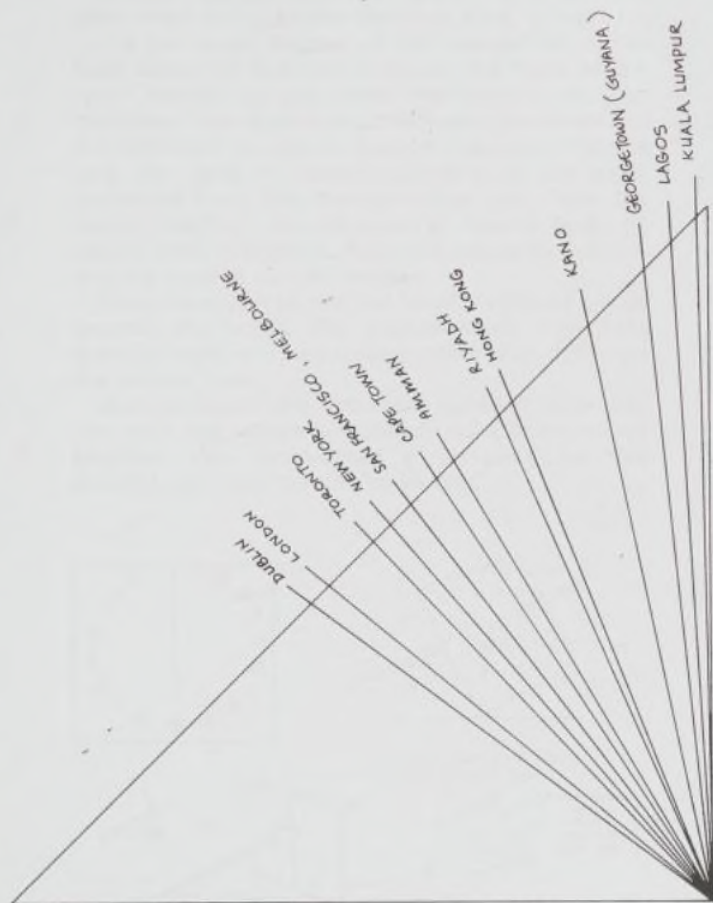 DUBLIN
LONDON
TORONTO
NEW YORK
SAN FRANCISCO, MELBOURNE
CAPE TOWN
AMMAN
RIYADH
HONG KONG
KANO
GEORGETOWN (GUYANA)
LAGOS
KUALA LUMPUR